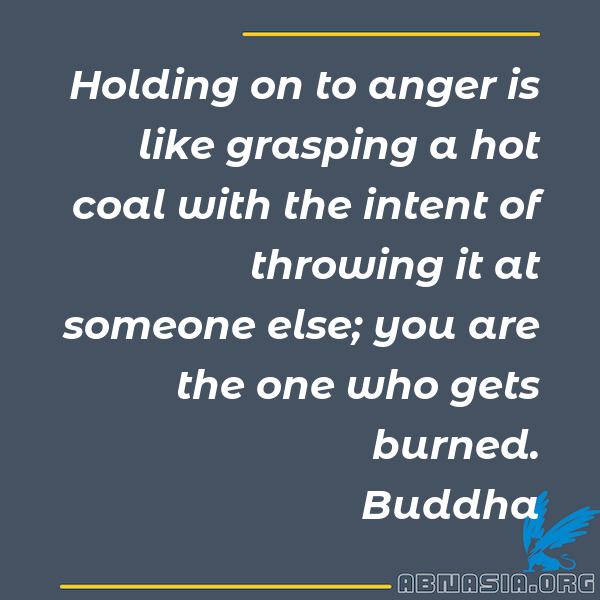 Holding on to anger is
like grasping a hot
coal with the intent of
throwing it at
someone else; you are
the one who gets
burned.
Buddha
ABNASIA.ORG